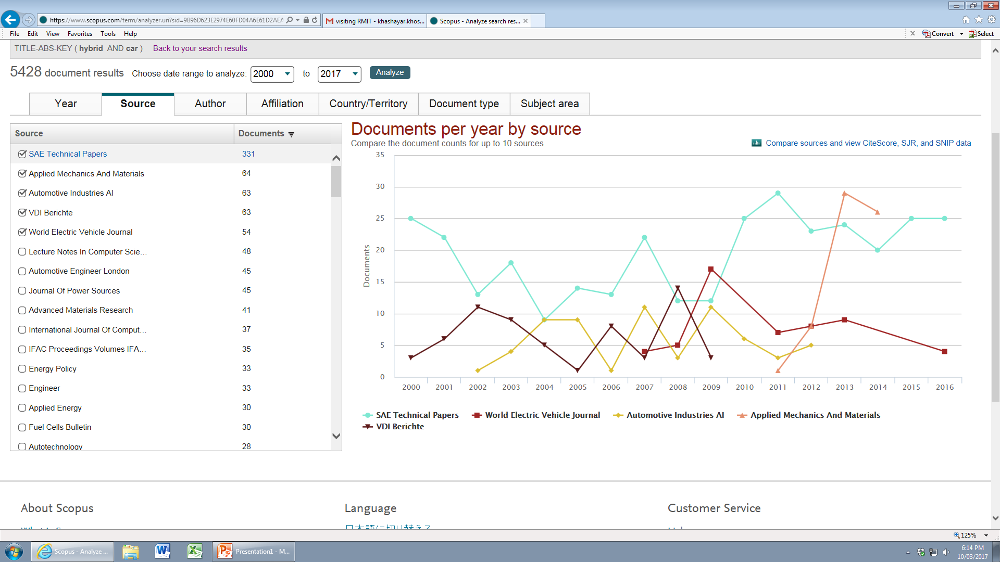 https://www.scopus.com/term/analyzer.uri?sid=9B96D623E2974E60FD04A6E61D2AEA
visiting RMIT - khashayar.khos...
Scopus - Analyze search res...
File Edit View Favorites Tools Help
Convert Select
TITLE-ABS-KEY ( hybrid AND car ) Back to your search results
5428 document results Choose date range to analyze: 2000 to 2017 Analyze
Year Source Author Affiliation Country/Territory Document type Subject area
Source Documents
SAE Technical Papers 331
Applied Mechanics And Materials 64
Automotive Industries AI 63
VDI Berichte 63
World Electric Vehicle Journal 54
Lecture Notes In Computer Scie... 48
Automotive Engineer London 45
Journal Of Power Sources 45
Advanced Materials Research 41
International Journal Of Comput... 37
IFAC Proceedings Volumes IFA... 35
Energy Policy 33
Engineer 33
Applied Energy 30
Fuel Cells Bulletin 30
Autotechnology 28
Documents per year by source
Compare the document counts for up to 10 sources
Compare sources and view CiteScore, SJR, and SNIP data
35
30
25
20
15
10
5
0
Documents
2000 2001 2002 2003 2004 2005 2006 2007 2008 2009 2010 2011 2012 2013 2014 2015 2016
SAE Technical Papers World Electric Vehicle Journal Automotive Industries AI Applied Mechanics And Materials
VDI Berichte
About Scopus Language Customer Service
日本語に切り替える
125%
Scopus - Analyze ...
Presentation1 - M...
6:14 PM
10/03/2017